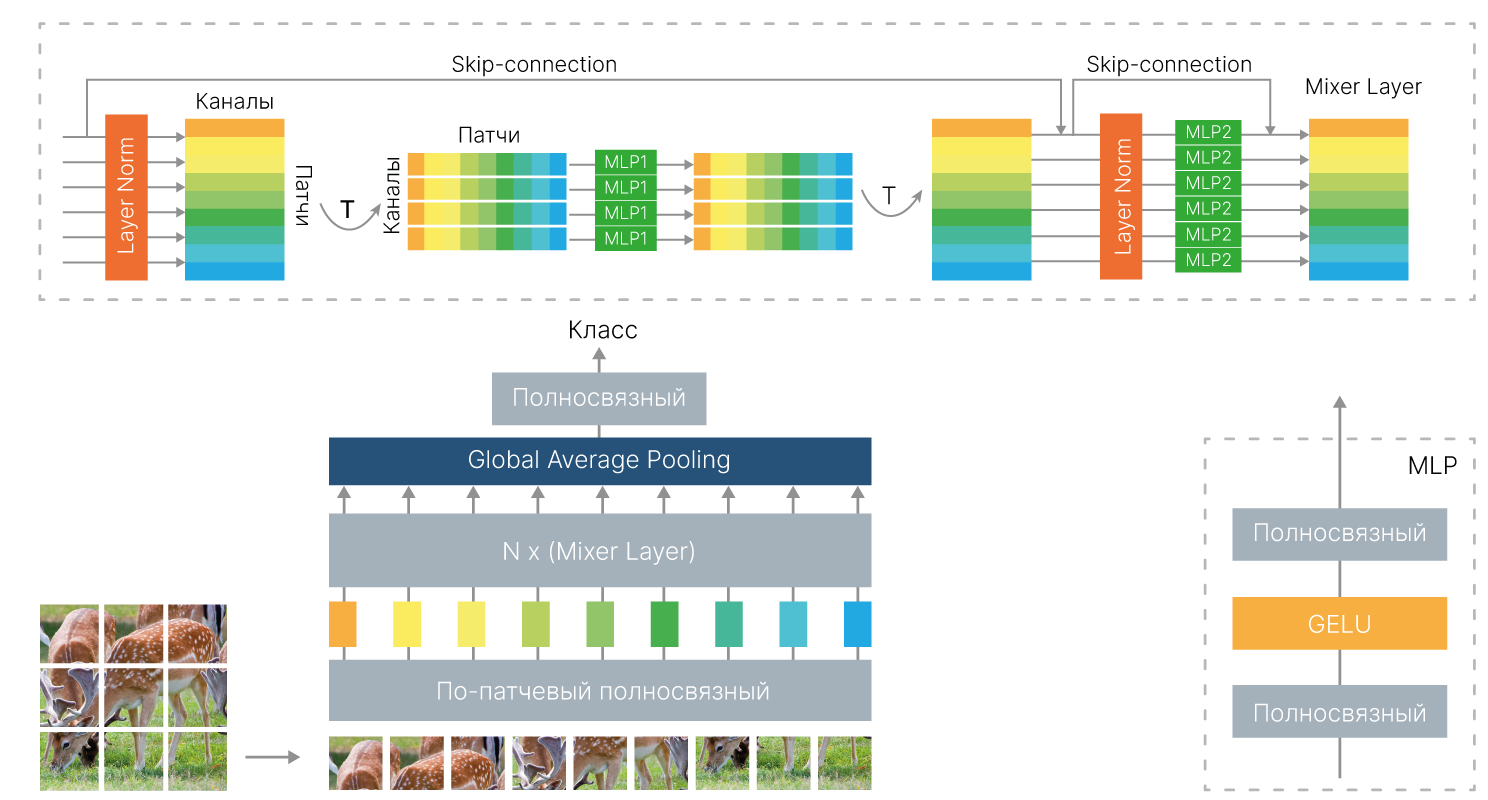 Skip-connection
Skip-connection
Mixer Layer
Каналы
Layer Norm
Патчи
T
Патчи
Каналы
MLP1
MLP1
MLP1
MLP1
T
Layer Norm
MLP2
MLP2
MLP2
MLP2
MLP2
MLP2
Класс
Полносвязный
Global Average Pooling
N x (Mixer Layer)
По-патчевый полносвязный
MLP
Полносвязный
GELU
Полносвязный